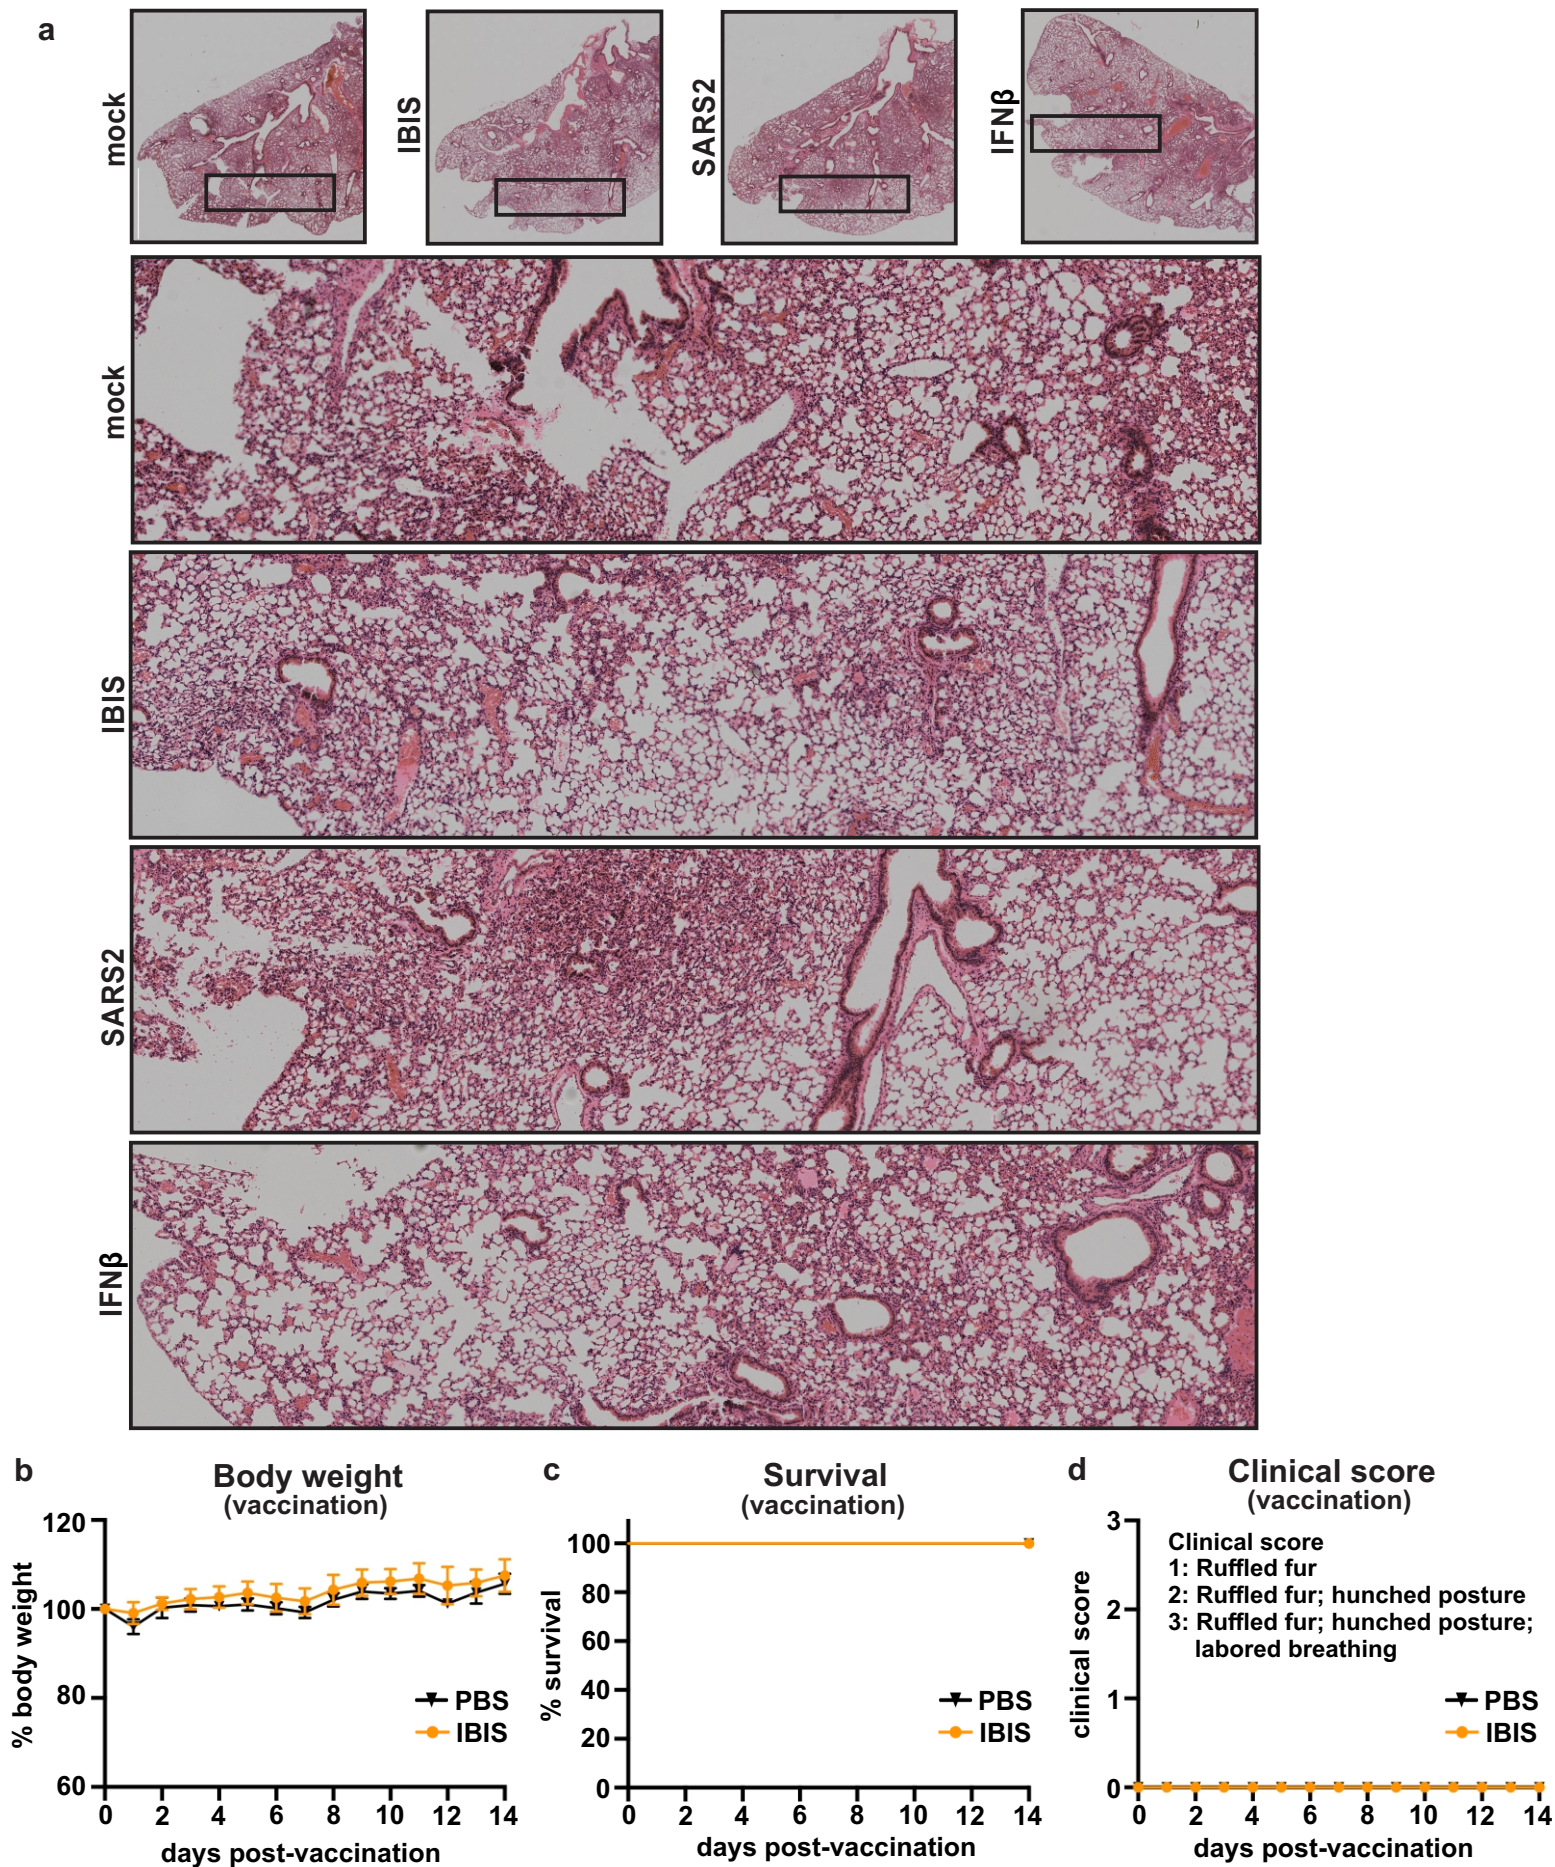 a
mock
IBIS
SARS2
IFNβ
mock
IBIS
SARS2
IFNβ
b
Body weight
(vaccination)
120
100
80
60
% body weight
PBS
IBIS
0 2 4 6 8 10 12 14
days post-vaccination
c
Survival
(vaccination)
100
80
60
40
20
0
% survival
PBS
IBIS
0 2 4 6 8 10 12 14
days post-vaccination
d
Clinical score
(vaccination)
3
2
1
0
clinical score
Clinical score
1: Ruffled fur
2: Ruffled fur; hunched posture
3: Ruffled fur; hunched posture;
labored breathing
PBS
IBIS
0 2 4 6 8 10 12 14
days post-vaccination